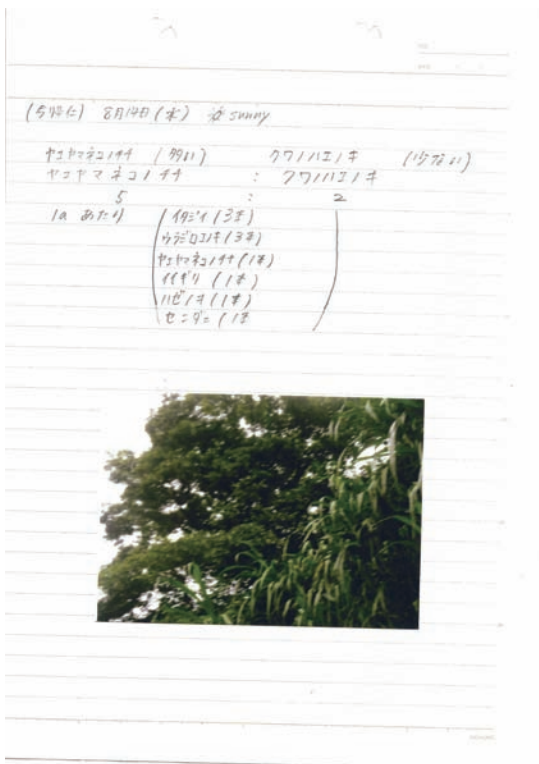 8月14日(水) sunny
ヤエヤマネコノチチ (多い) クワノハエノキ (少ない)
ヤエヤマネコノチチ : クワノハエノキ
5 : 2
1a あたり イタジイ(3本)
ウラジロエノキ(3本)
ヤエヤマネコノチチ(1本)
イイギリ(1本)
ハゼノキ(1本)
センダン(1本